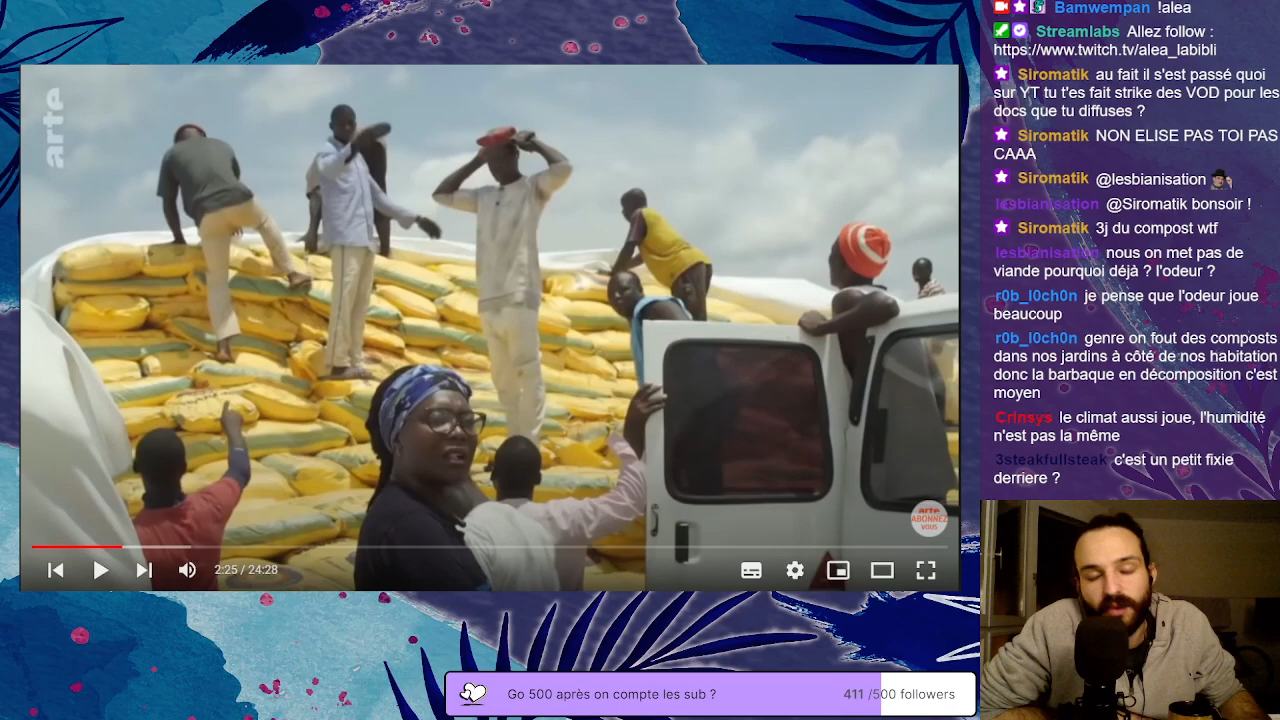 arte
arte
ABONNEZ
VOUS
2:25 / 24:28
Bamwempan !alea
Streamlabs Allez follow :
https://www.twitch.tv/alea_labibli
Siromatik au fait il s'est passé quoi
sur YT tu t'es fait strike des VOD pour les
docs que tu diffuses ?
Siromatik NON ELISE PAS TOI PAS
CAAA
Siromatik @lesbianisation
lesbianisation @Siromatik bonsoir !
Siromatik 3j du compost wtf
lesbianisation nous on met pas de
viande pourquoi déjà ? l'odeur ?
r0b_l0ch0n je pense que l'odeur joue
beaucoup
r0b_l0ch0n genre on fout des composts
dans nos jardins à côté de nos habitation
donc la barbaque en décomposition c'est
moyen
Crinsys le climat aussi joue, l'humidité
n'est pas la même
3steakfullsteak c'est un petit fixie
derriere ?
Go 500 après on compte les sub ?
411 /500 followers